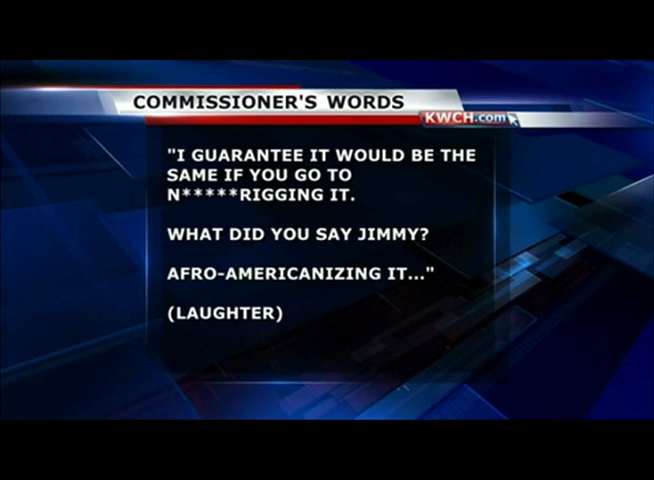 COMMISSIONER'S WORDS
KWCH.com
"I GUARANTEE IT WOULD BE THE
SAME IF YOU GO TO
N*****RIGGING IT.
WHAT DID YOU SAY JIMMY?
AFRO-AMERICANIZING IT..."
(LAUGHTER)